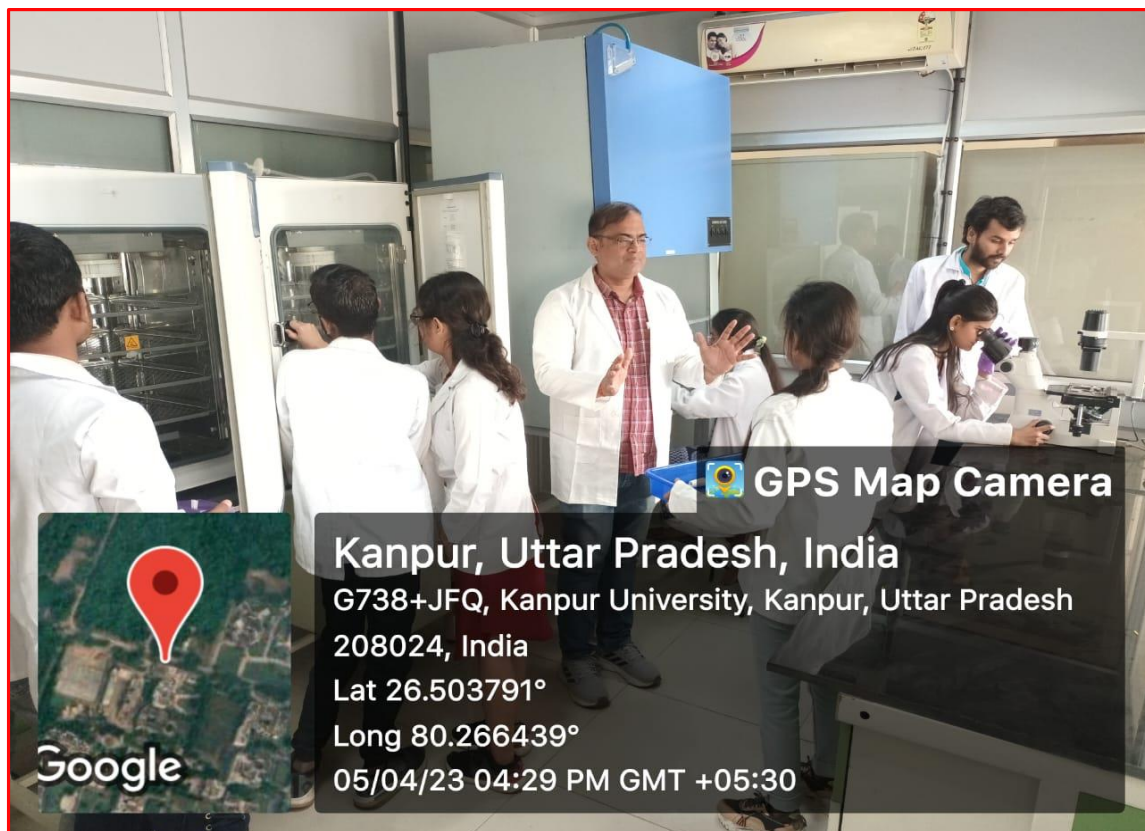 GPS Map Camera
Kanpur, Uttar Pradesh, India
G738+JFQ, Kanpur University, Kanpur, Uttar Pradesh
208024, India
Lat 26.503791°
Long 80.266439°
05/04/23 04:29 PM GMT +05:30
Google